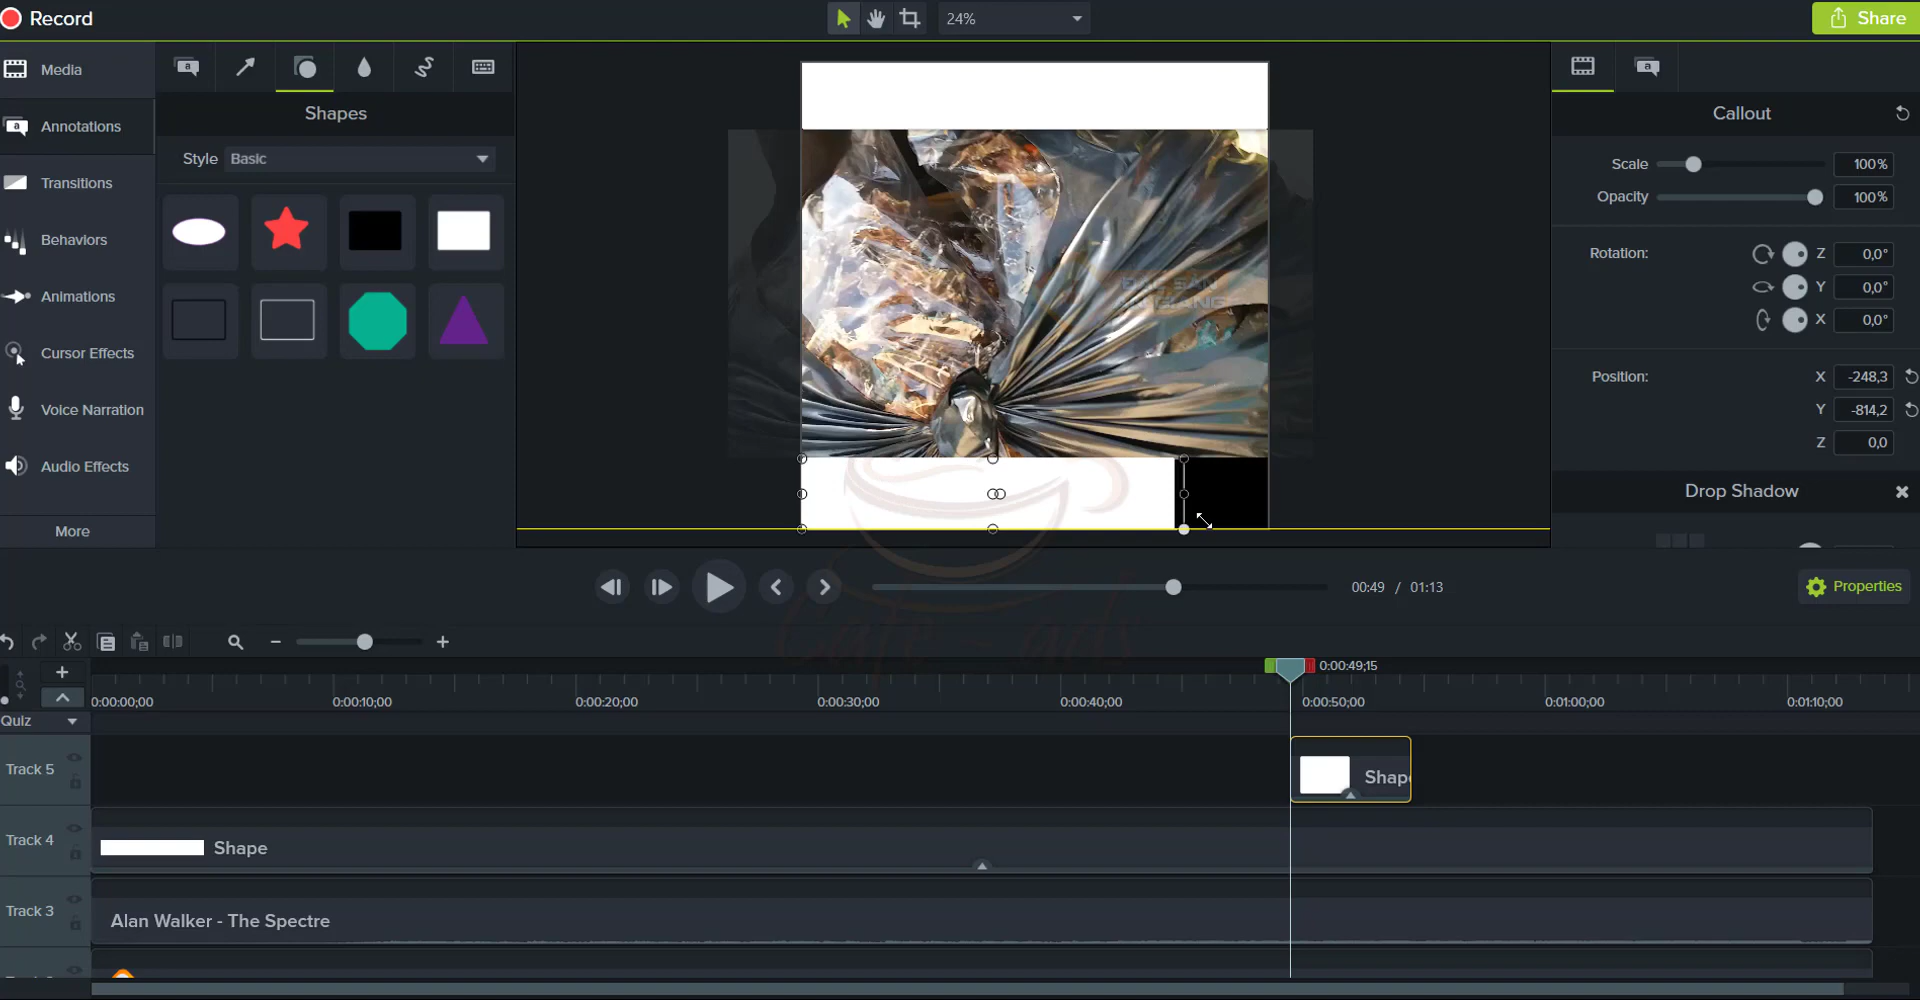 Record
24%
Share
Media
Annotations
Transitions
Behaviors
Animations
Cursor Effects
Voice Narration
Audio Effects
More
Shapes
Style Basic
a
Callout
Scale 100%
Opacity 100%
Rotation: Z 0,0°
Y 0,0°
X 0,0°
Position: X -248,3
Y -814,2
Z 0,0
Drop Shadow
00:49 / 01:13
Properties
0:00:49;15
0:00:00;00 0:00:10;00 0:00:20;00 0:00:30;00 0:00:40;00 0:00:50;00 0:01:00;00 0:01:10;00
Quiz
Track 5
Shap
Track 4
Shape
Track 3
Alan Walker - The Spectre